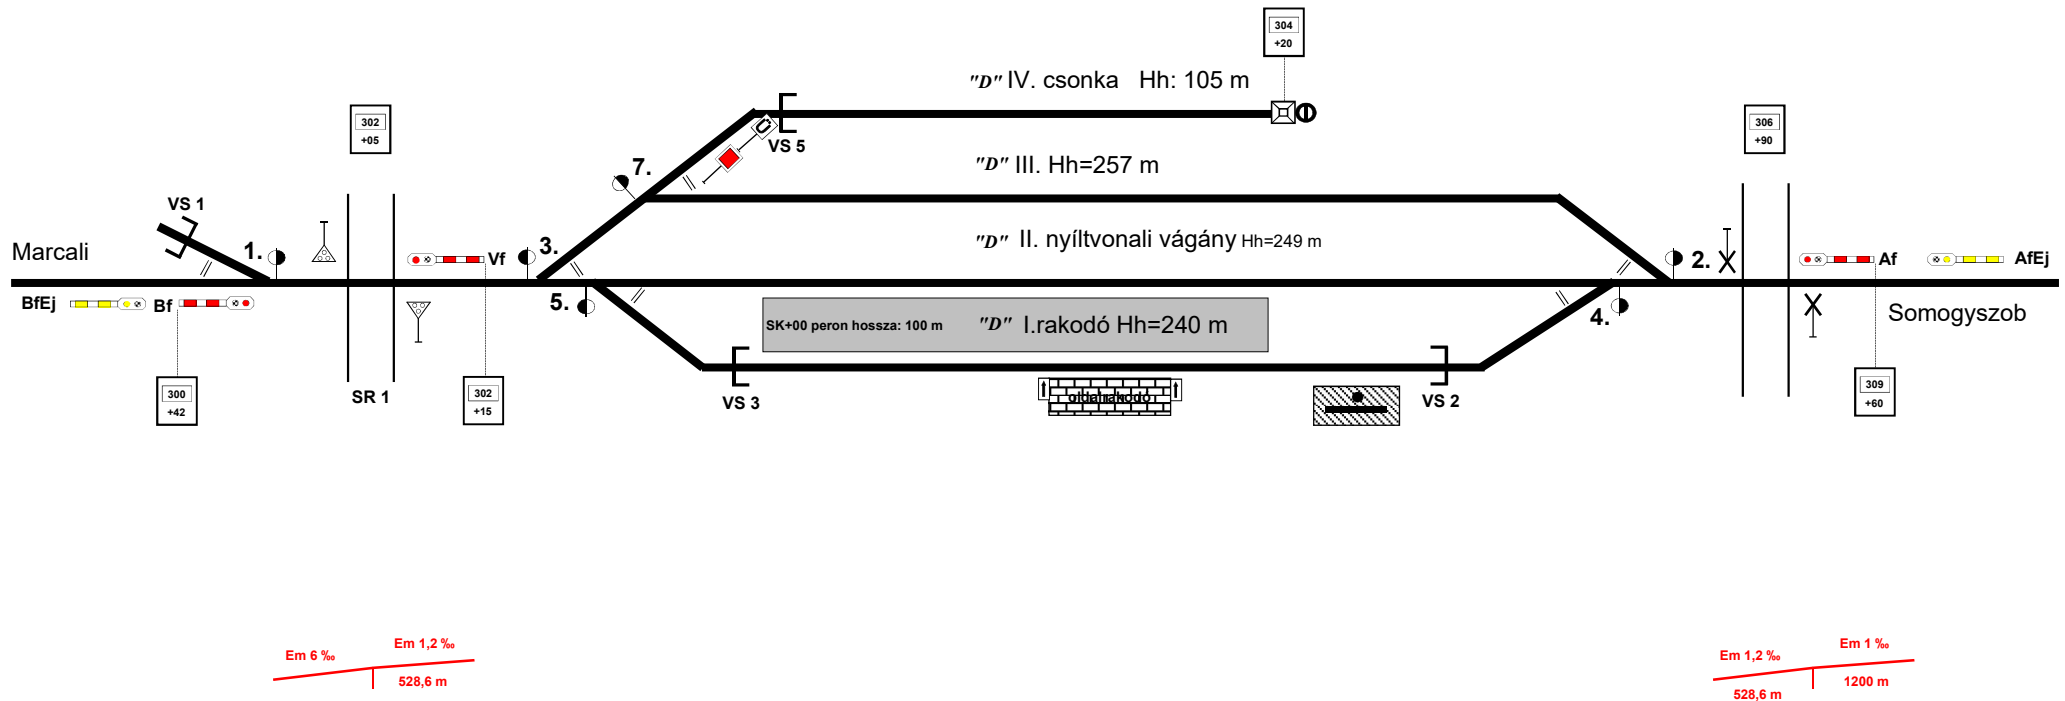 304
+20
"D" IV. csonka Hh: 105 m
302
+05
306
+90
VS 5
7.
"D" III. Hh=257 m
VS 1
Marcali
1.
Vf
3.
"D" II. nyíltvonali vágány Hh=249 m
2.
Af
AfEj
BfEj
Bf
5.
SK+00 peron hossza: 100 m
"D" I.rakodó Hh=240 m
4.
Somogyszob
300
+42
SR 1
302
+15
VS 3
oldalrakodó
VS 2
309
+60
Em 6 ‰
Em 1,2 ‰
528,6 m
Em 1,2 ‰
Em 1 ‰
528,6 m
1200 m